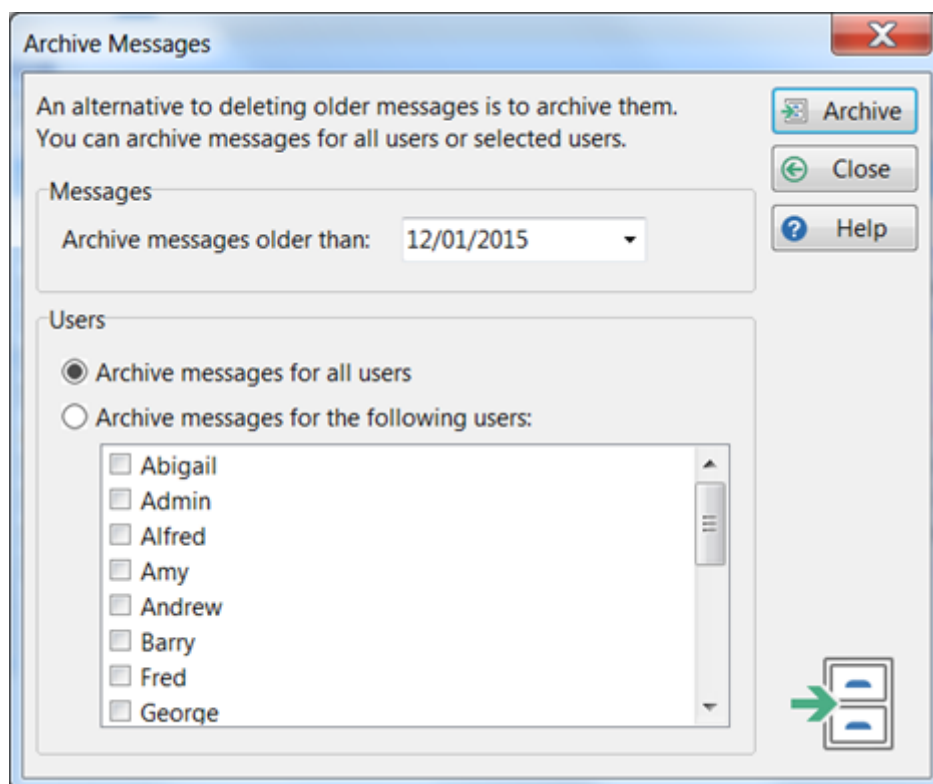 Archive Messages
An alternative to deleting older messages is to archive them.
You can archive messages for all users or selected users.
Archive
Close
Help
Messages
Archive messages older than: 12/01/2015
Users
Archive messages for all users
Archive messages for the following users:
Abigail
Admin
Alfred
Amy
Andrew
Barry
Fred
George